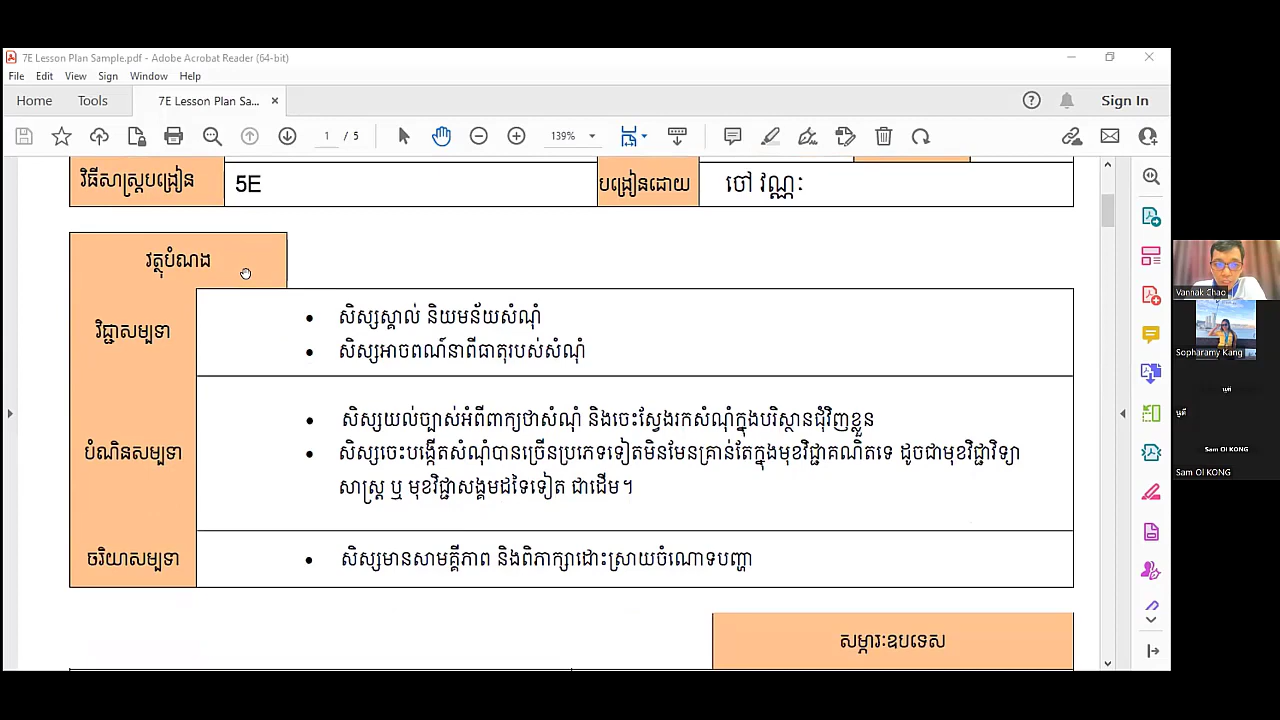 7E Lesson Plan Sample.pdf - Adobe Acrobat Reader (64-bit)
File Edit View Sign Window Help
Home Tools 7E Lesson Plan Sa... × Sign In
1 / 5 139%
វិធីសាស្ត្របង្រៀន 5E បង្រៀនដោយ ចៅ វណ្ណៈ
វត្ថុបំណង
វិជ្ជាសម្បទា
• សិស្សស្គាល់ និយមន័យសំណុំ
• សិស្សអាចពណ៍នាពីធាតុរបស់សំណុំ
បំណិនសម្បទា
• សិស្សយល់ច្បាស់អំពីពាក្យថាសំណុំ និងចេះស្វែងរកសំណុំក្នុងបរិស្ថានជុំវិញខ្លួន
• សិស្សចេះបង្កើតសំណុំបានច្រើនប្រភេទទៀតមិនមែនគ្រាន់តែក្នុងមុខវិជ្ជាគណិតទេ ដូចជាមុខវិជ្ជាវិទ្យា
សាស្ត្រ ឬ មុខវិជ្ជាសង្គមដទៃទៀត ជាដើម។
ចរិយាសម្បទា
• សិស្សមានសាមគ្គីភាព និងពិភាក្សាដោះស្រាយចំណោទបញ្ហា
សម្ភារៈឧបទេស
Vannak Chao
Sopharamy Kang
Sam Ol KONG
Sam Ol KONG